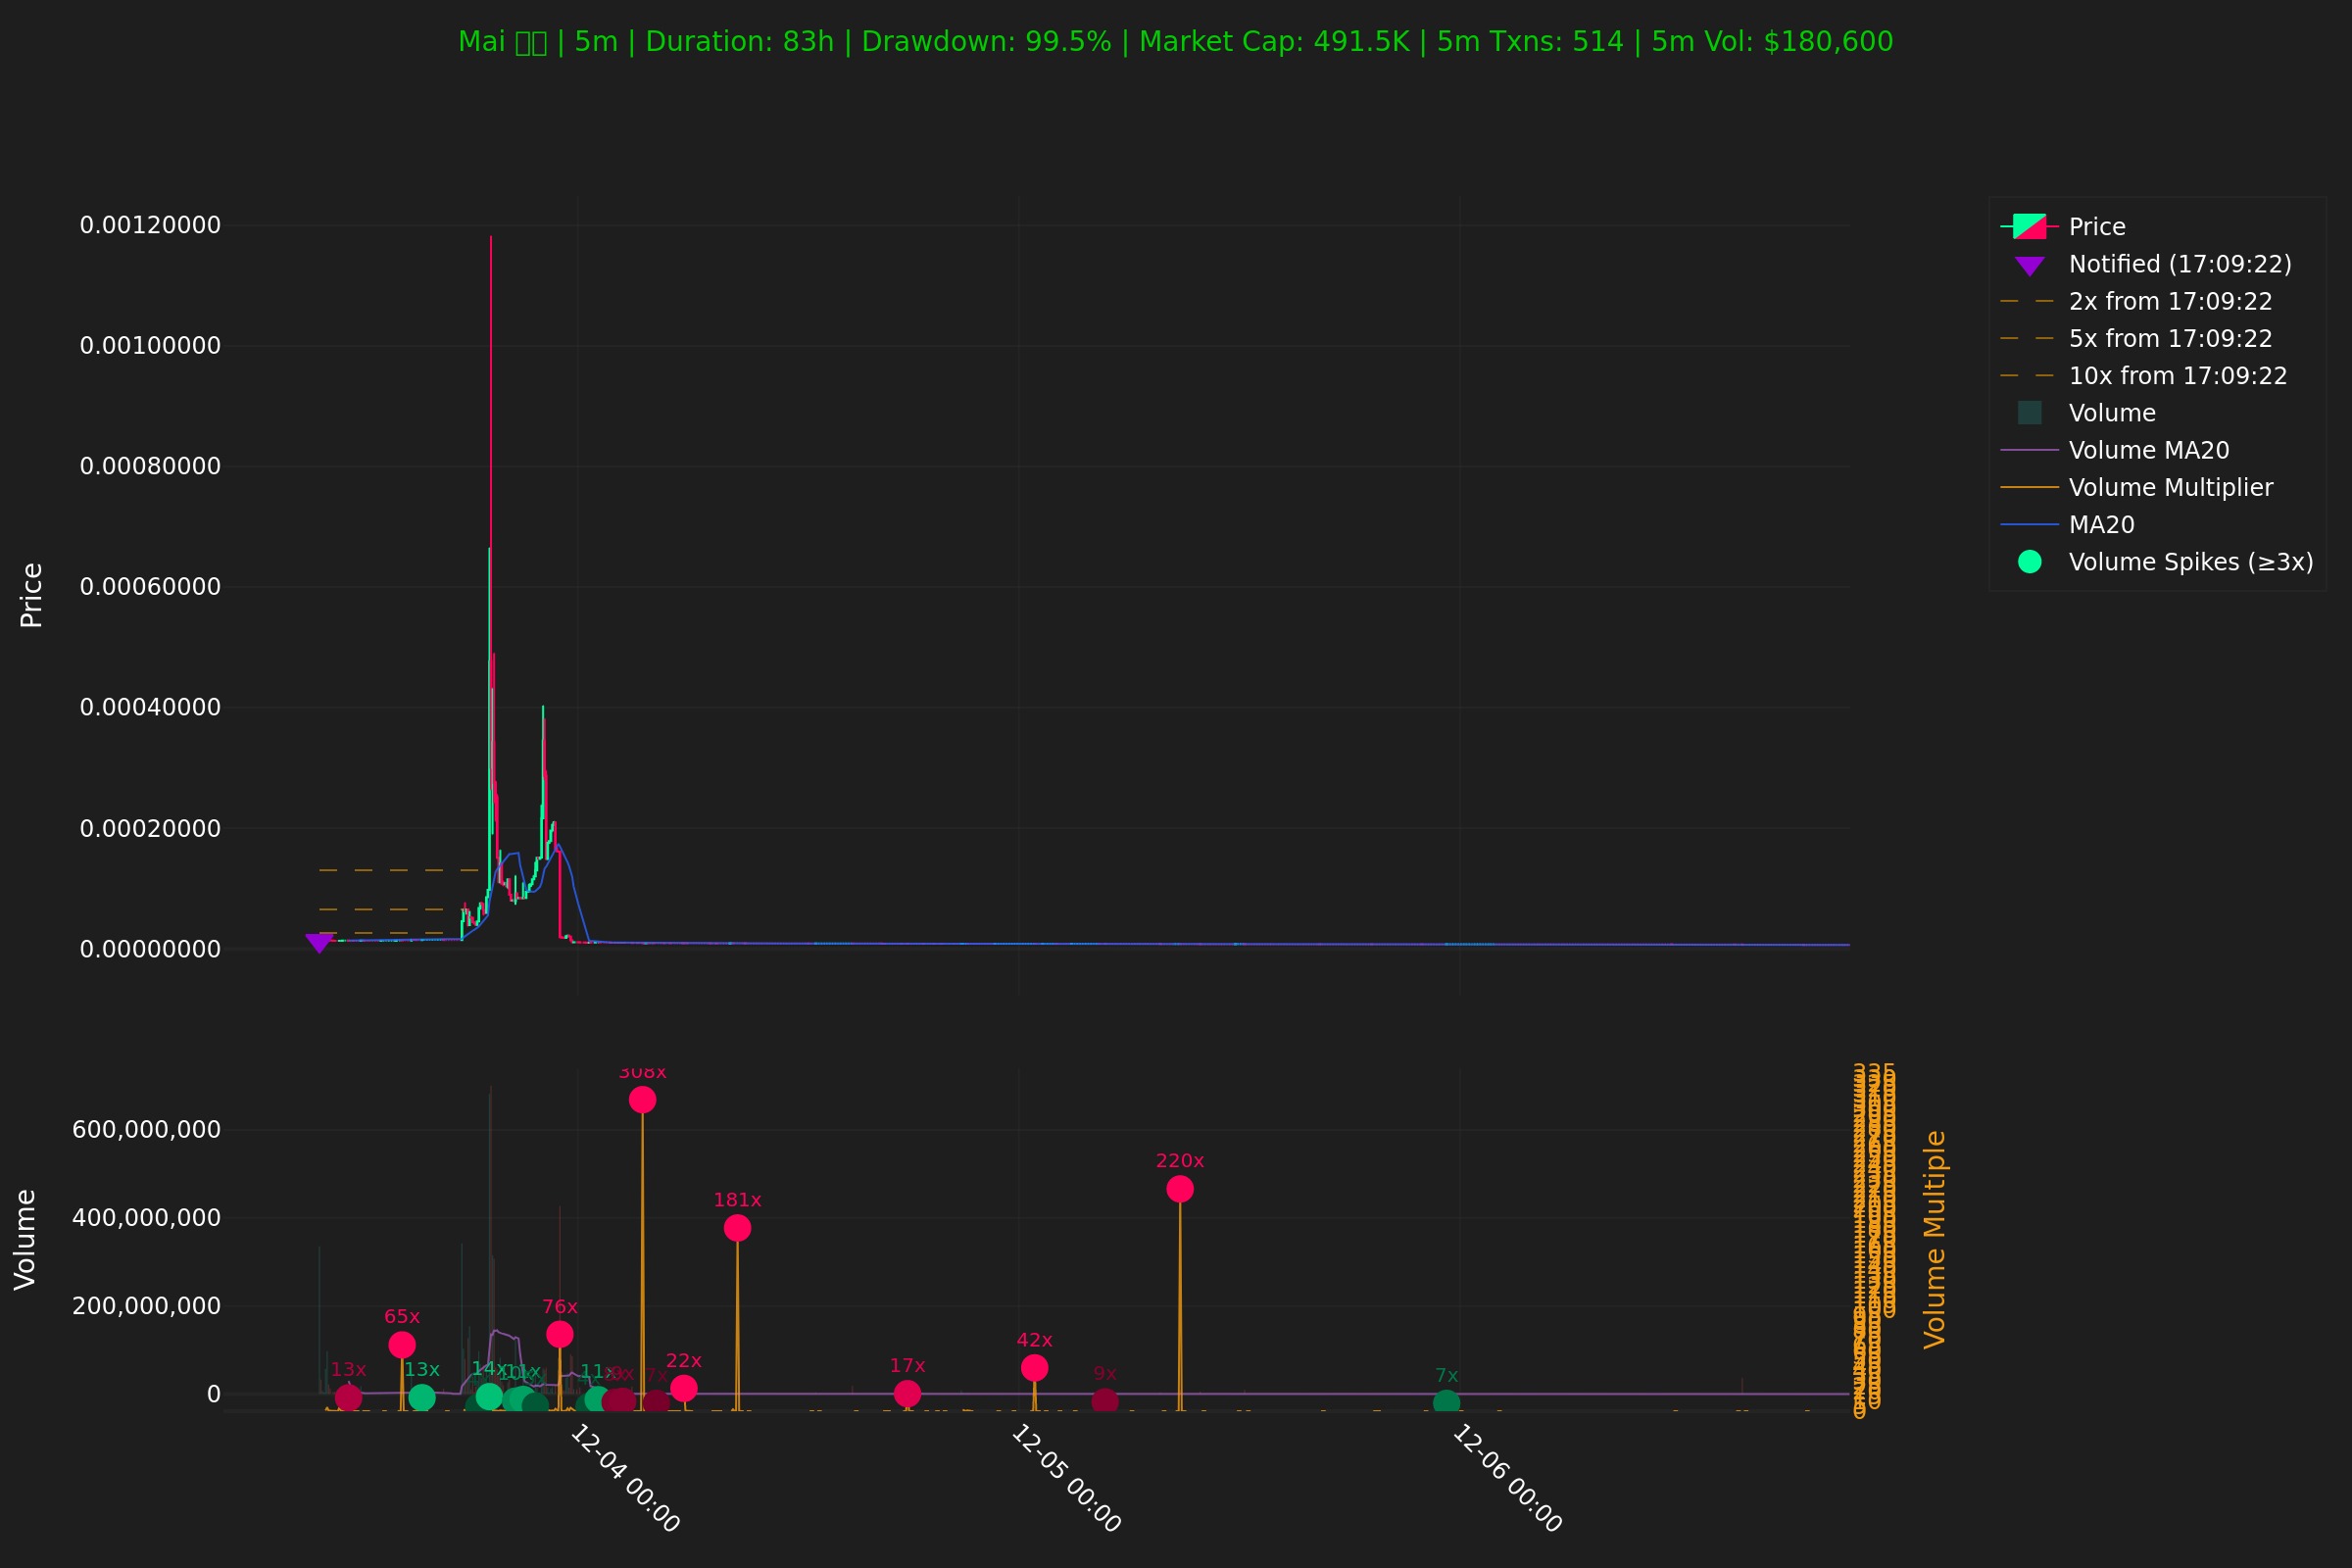 Mai | 5m | Duration: 83h | Drawdown: 99.5% | Market Cap: 491.5K | 5m Txns: 514 | 5m Vol: $180,600
0.00120000
0.00100000
0.00080000
0.00060000
0.00040000
0.00020000
0.00000000
Price
Price
Notified (17:09:22)
2x from 17:09:22
5x from 17:09:22
10x from 17:09:22
Volume
Volume MA20
Volume Multiplier
MA20
Volume Spikes (≥3x)
600,000,000
400,000,000
200,000,000
0
Volume
308x
220x
181x
76x
65x
42x
22x
17x
13x
13x
14x
11x
11x
7x
9x
7x
Volume Multiple
12-04 00:00
12-05 00:00
12-06 00:00